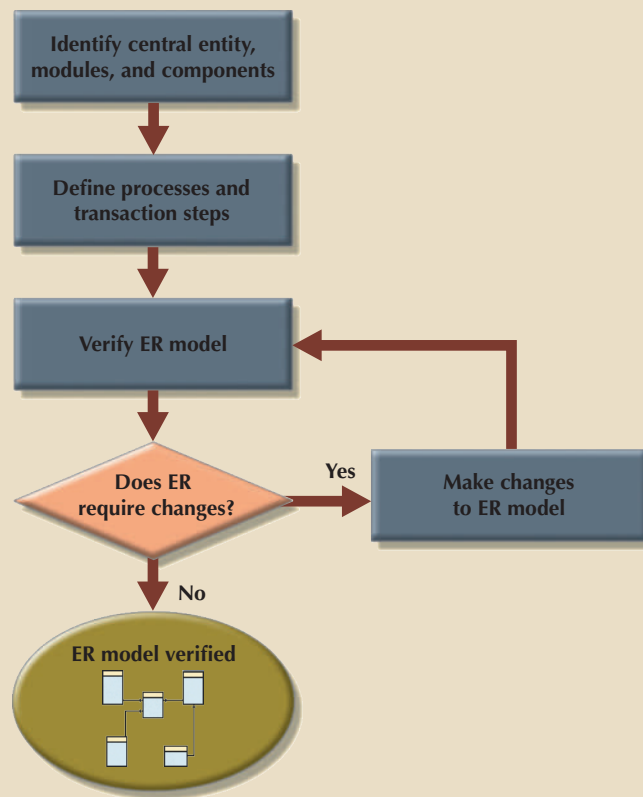 Identify central entity,
modules, and components
Define processes and
transaction steps
Verify ER model
Does ER
require changes?
Yes
Make changes
to ER model
No
ER model verified